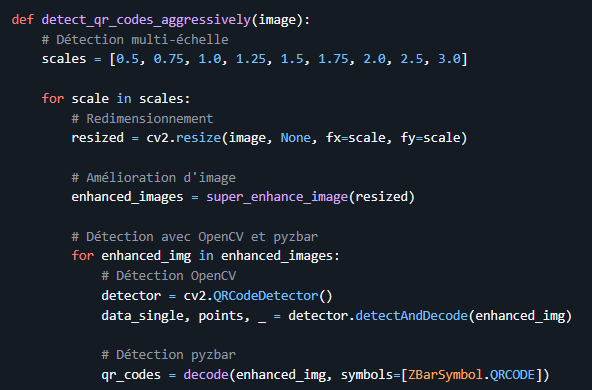 def detect_qr_codes_aggressively(image):
    # Détection multi-échelle
    scales = [0.5, 0.75, 1.0, 1.25, 1.5, 1.75, 2.0, 2.5, 3.0]

    for scale in scales:
        # Redimensionnement
        resized = cv2.resize(image, None, fx=scale, fy=scale)

        # Amélioration d'image
        enhanced_images = super_enhance_image(resized)

        # Détection avec OpenCV et pyzbar
        for enhanced_img in enhanced_images:
            # Détection OpenCV
            detector = cv2.QRCodeDetector()
            data_single, points, _ = detector.detectAndDecode(enhanced_img)

            # Détection pyzbar
            qr_codes = decode(enhanced_img, symbols=[ZBarSymbol.QRCODE])